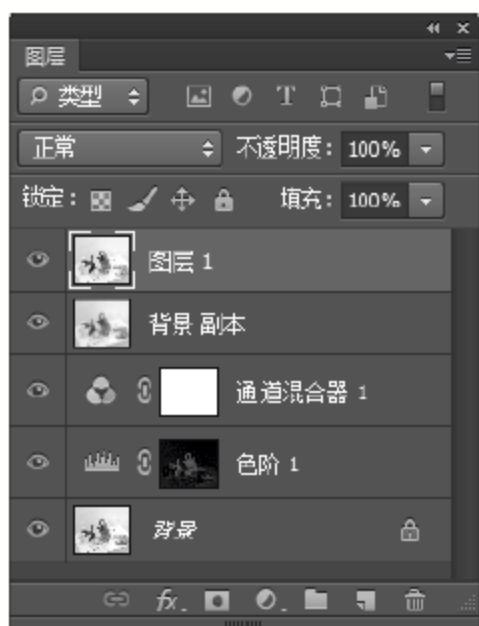 图层
类型 T
正常 不透明度: 100%
锁定: 填充: 100%
图层 1
背景 副本
通道混合器 1
色阶 1
背景
fx.